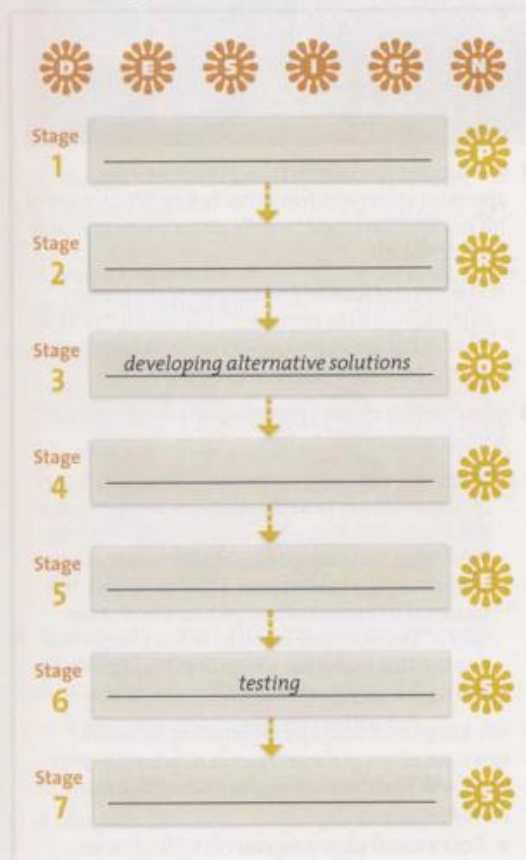 D E S I G N
Stage
1
P
Stage
2
R
Stage
3
developing alternative solutions
O
Stage
4
C
Stage
5
E
Stage
6
testing
S
Stage
7
S